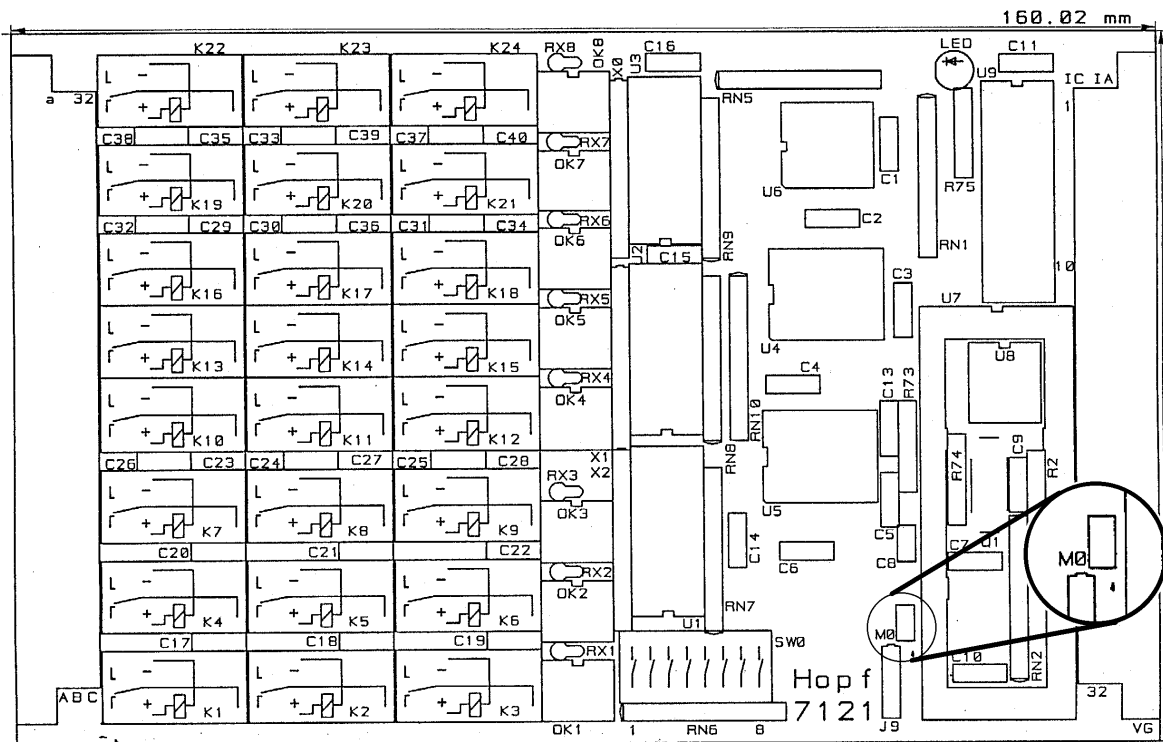 160.02 mm
K22 K23 K24 RX8 OK8 X0 U3 C16 LED C11
L L L U9 IC IA
a 32 RN5 1
C38 C35 C33 C39 C37 C40 RX7
OK7 C1
L L L U6 R75
K19 K20 K21 C2
C32 C29 C30 C36 C31 C34 RX6 RN9 RN1
OK6 U2 C15
L L L C3 10
K16 K17 K18 RX5 U7
OK5
L L L U4 U8
K13 K14 K15 RX4 C4 C13 R73
OK4
L L L RN10
K10 K11 K12
C26 C23 C24 C27 C25 C28 X1 RN8 R74 C9 R2
X2
RX3
L L L OK3 U5
K7 K8 K9 C5 U1
C20 C21 C22 C14 C6 C8 C7 M0
RX2
L L L OK2
K4 K5 K6 RN7
U1 M0
C17 C18 C19 RX1 SW0
C10 RN2
L L L Hopf
A B C 32
K1 K2 K3 7121
OK1 1 RN6 8 J9 VG